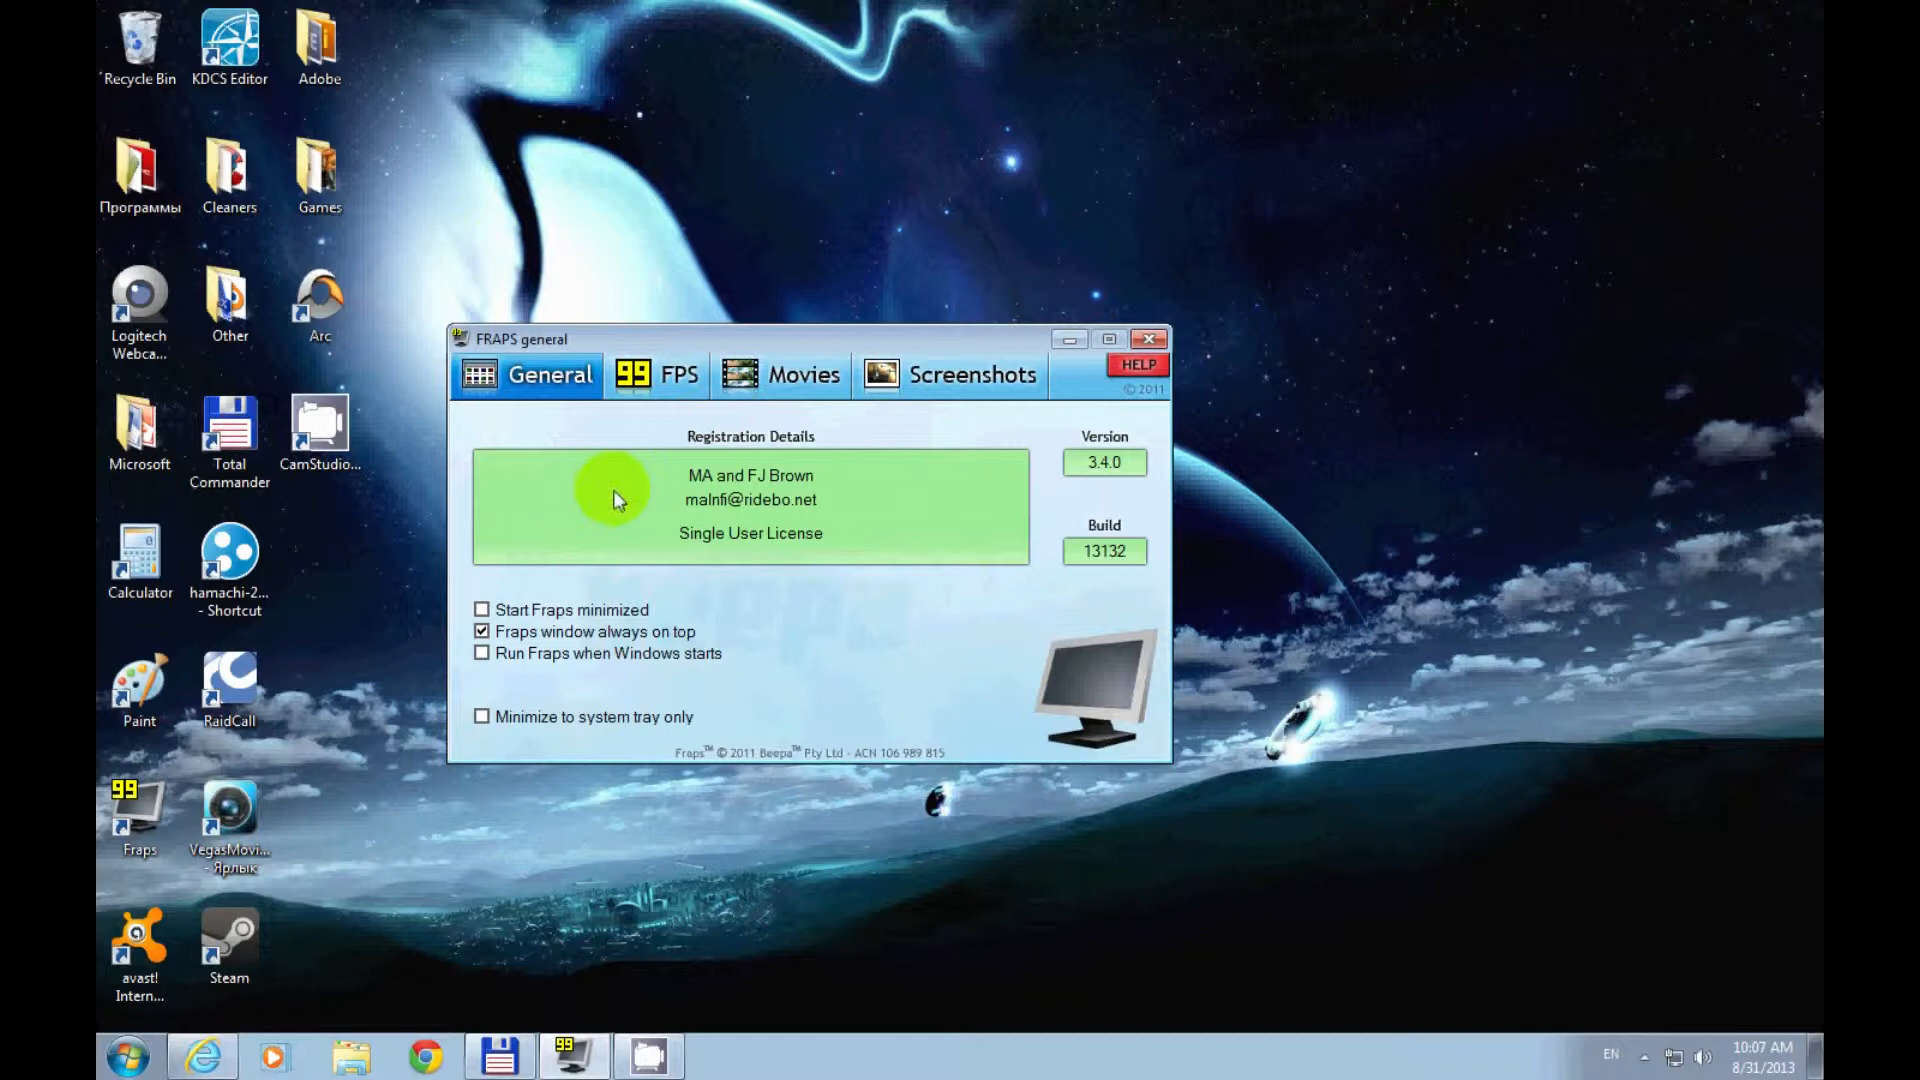 Recycle Bin
KDCS Editor
Adobe
Программы
Cleaners
Games
Logitech
Webca...
Other
Arc
Microsoft
Total
Commander
CamStudio...
Calculator
hamachi-2...
- Shortcut
Paint
RaidCall
99
Fraps
VegasMovi...
- Ярлык
avast!
Intern...
Steam
FRAPS general
General
99 FPS
Movies
Screenshots
HELP
© 2011
Registration Details
MA and FJ Brown
malnfi@ridebo.net
Single User License
Version
3.4.0
Build
13132
Start Fraps minimized
Fraps window always on top
Run Fraps when Windows starts
Minimize to system tray only
Fraps™ © 2011 Beepa™ Pty Ltd - ACN 106 989 815
99
EN
10:07 AM
8/31/2013